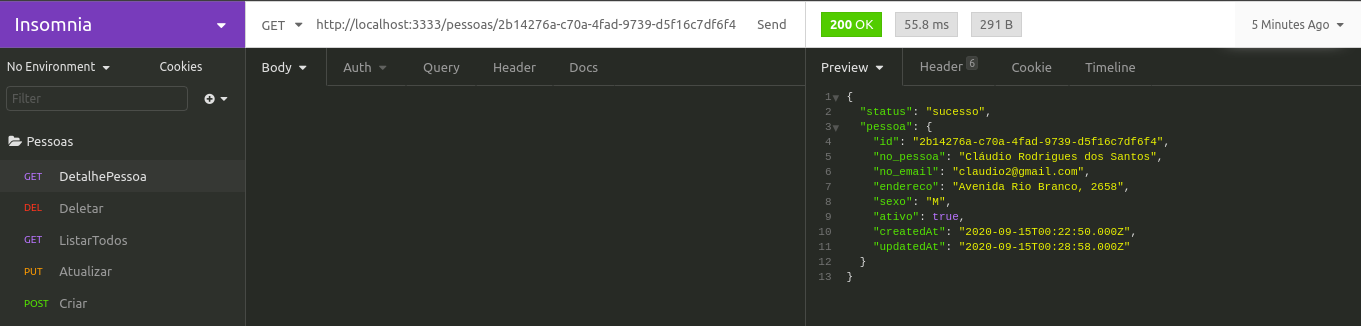 Insomnia
GET http://localhost:3333/pessoas/2b14276a-c70a-4fad-9739-d5f16c7df6f4 Send
200 OK 55.8 ms 291 B 5 Minutes Ago
No Environment Cookies
Body Auth Query Header Docs
Preview Header 6 Cookie Timeline
Filter
Pessoas
GET DetalhePessoa
DEL Deletar
GET ListarTodos
PUT Atualizar
POST Criar
1 {
2 "status": "sucesso",
3 "pessoa": {
4 "id": "2b14276a-c70a-4fad-9739-d5f16c7df6f4",
5 "no_pessoa": "Cláudio Rodrigues dos Santos",
6 "no_email": "claudio2@gmail.com",
7 "endereco": "Avenida Rio Branco, 2658",
8 "sexo": "M",
9 "ativo": true,
10 "createdAt": "2020-09-15T00:22:50.000Z",
11 "updatedAt": "2020-09-15T00:28:58.000Z"
12 }
13 }